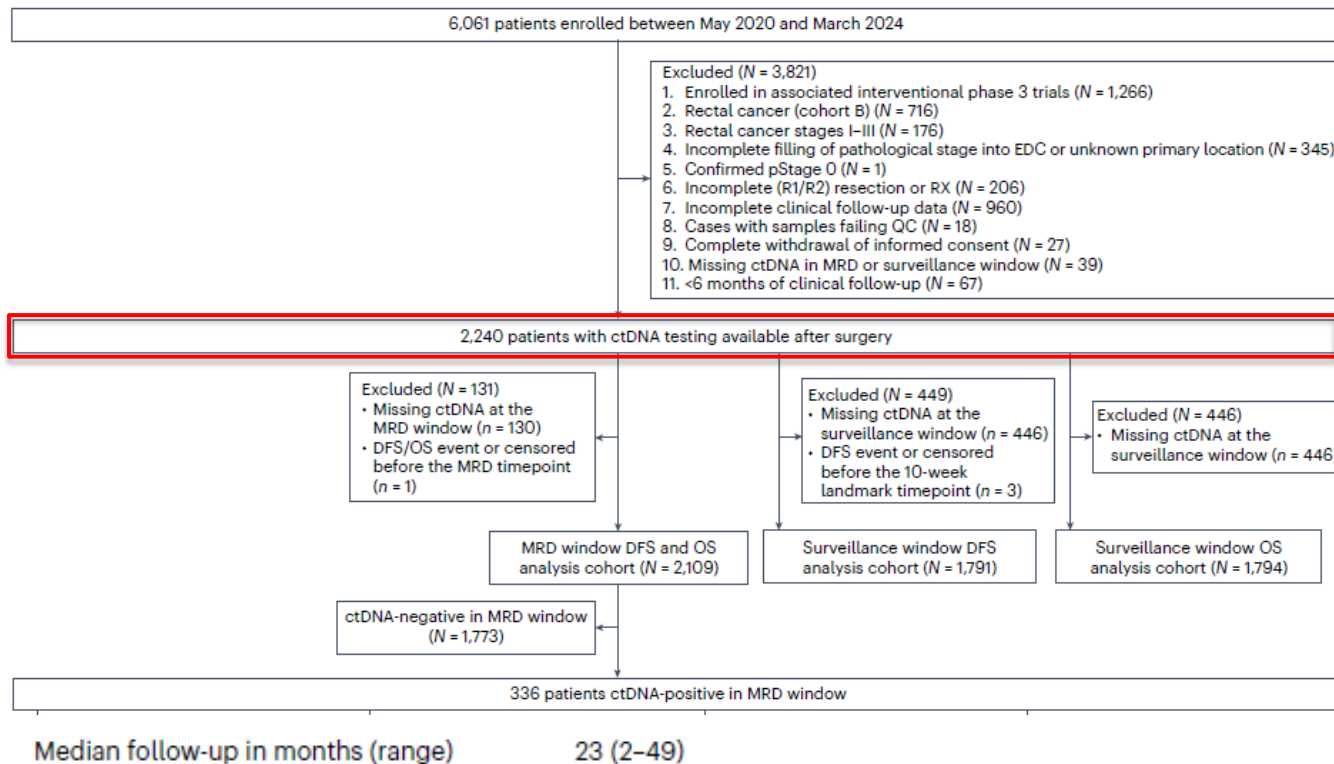 6,061 patients enrolled between May 2020 and March 2024
Excluded (N = 3,821)
1. Enrolled in associated interventional phase 3 trials (N = 1,266)
2. Rectal cancer (cohort B) (N = 716)
3. Rectal cancer stages I–III (N = 176)
4. Incomplete filling of pathological stage into EDC or unknown primary location (N = 345)
5. Confirmed pStage 0 (N = 1)
6. Incomplete (R1/R2) resection or RX (N = 206)
7. Incomplete clinical follow-up data (N = 960)
8. Cases with samples failing QC (N = 18)
9. Complete withdrawal of informed consent (N = 27)
10. Missing ctDNA in MRD or surveillance window (N = 39)
11. <6 months of clinical follow-up (N = 67)
2,240 patients with ctDNA testing available after surgery
Excluded (N = 131)
• Missing ctDNA at the
MRD window (n = 130)
• DFS/OS event or censored
before the MRD timepoint
(n = 1)
Excluded (N = 449)
• Missing ctDNA at the
surveillance window (n = 446)
• DFS event or censored
before the 10-week
landmark timepoint (n = 3)
Excluded (N = 446)
• Missing ctDNA at the
surveillance window (n = 446)
MRD window DFS and OS
analysis cohort (N = 2,109)
Surveillance window DFS
analysis cohort (N = 1,791)
Surveillance window OS
analysis cohort (N = 1,794)
ctDNA-negative in MRD window
(N = 1,773)
336 patients ctDNA-positive in MRD window
Median follow-up in months (range) 23 (2–49)